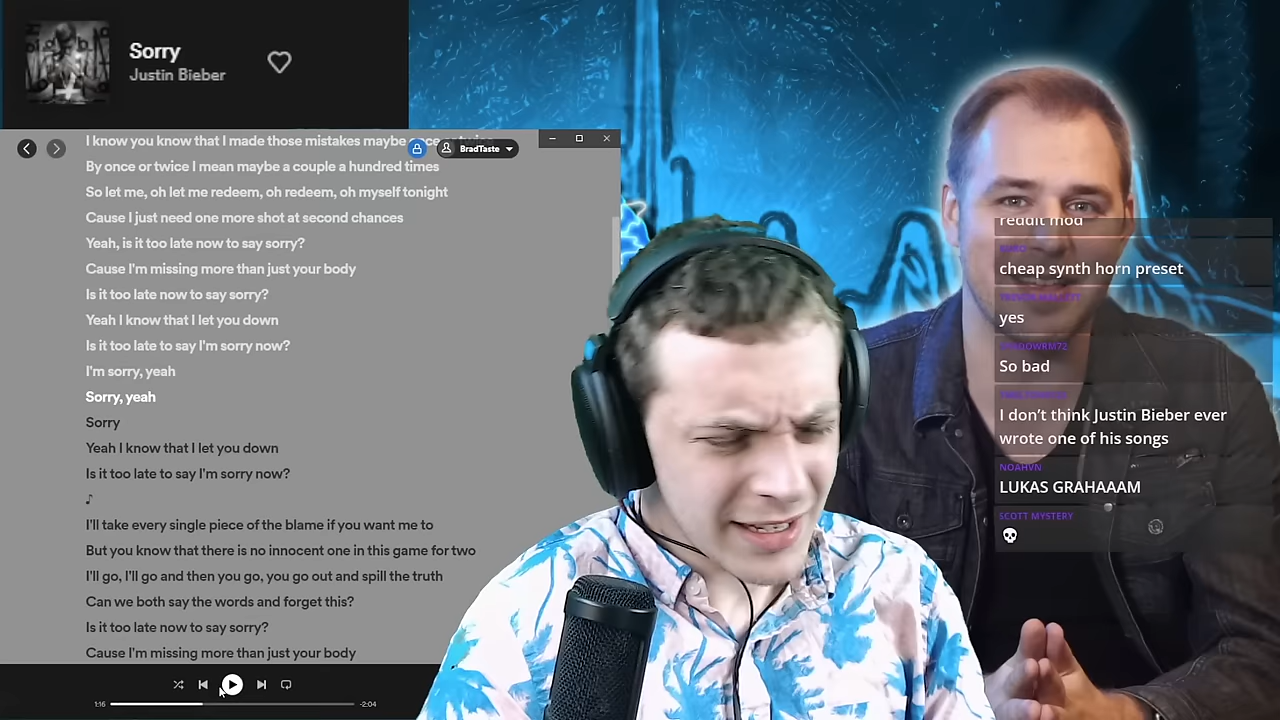 Sorry
Justin Bieber
I know you know that I made those mistakes maybe once or twice
BradTaste
By once or twice I mean maybe a couple a hundred times
So let me, oh let me redeem, oh redeem, oh myself tonight
Cause I just need one more shot at second chances
Yeah, is it too late now to say sorry?
Cause I'm missing more than just your body
Is it too late now to say sorry?
Yeah I know that I let you down
Is it too late to say I'm sorry now?
I'm sorry, yeah
Sorry, yeah
Sorry
Yeah I know that I let you down
Is it too late to say I'm sorry now?
♪
I'll take every single piece of the blame if you want me to
But you know that there is no innocent one in this game for two
I'll go, I'll go and then you go, you go out and spill the truth
Can we both say the words and forget this?
Is it too late now to say sorry?
Cause I'm missing more than just your body
1:16
-2:04
reddit mod
cheap synth horn preset
yes
So bad
I don't think Justin Bieber ever
wrote one of his songs
NOAHVN
LUKAS GRAHAAAM
SCOTT MYSTERY